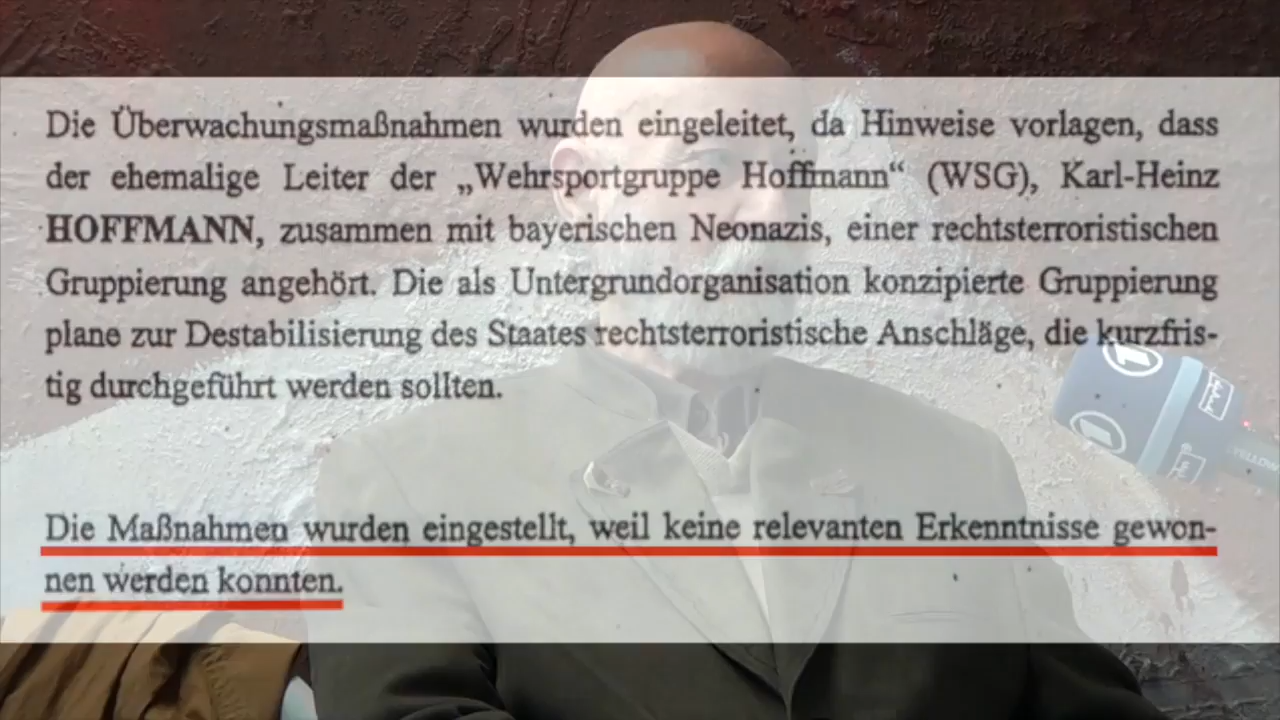 Die Überwachungsmaßnahmen wurden eingeleitet, da Hinweise vorlagen, dass
der ehemalige Leiter der „Wehrsportgruppe Hoffmann“ (WSG), Karl-Heinz
HOFFMANN, zusammen mit bayerischen Neonazis, einer rechtsterroristischen
Gruppierung angehört. Die als Untergrundorganisation konzipierte Gruppierung
plane zur Destabilisierung des Staates rechtsterroristische Anschläge, die kurzfris-
tig durchgeführt werden sollten.
Die Maßnahmen wurden eingestellt, weil keine relevanten Erkenntnisse gewon-
nen werden konnten.